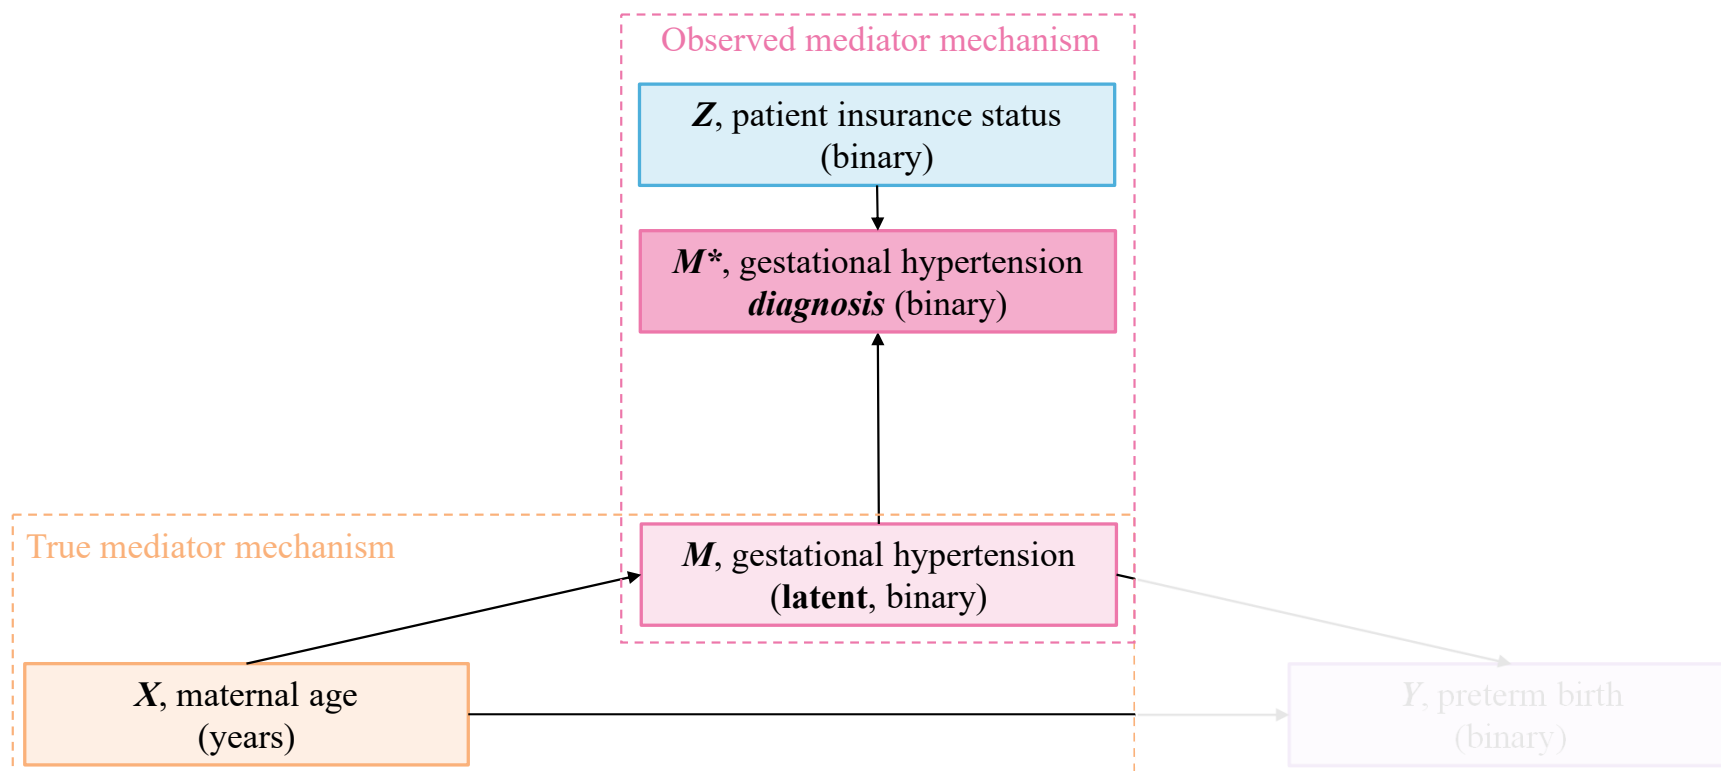 Observed mediator mechanism
Z, patient insurance status
(binary)
M*, gestational hypertension
diagnosis (binary)
True mediator mechanism
M, gestational hypertension
(latent, binary)
X, maternal age
(years)
Y, preterm birth
(binary)